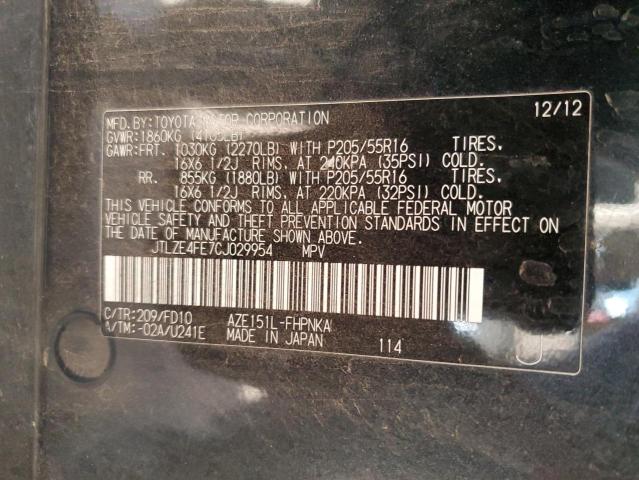 MFD. BY: TOYOTA MOTOR CORPORATION 12/12
GVWR: 1860KG (4100LB)
GAWR: FRT. 1030KG (2270LB) WITH P205/55R16 TIRES,
16X6 1/2J RIMS, AT 240KPA (35PSI) COLD.
RR. 855KG (1880LB) WITH P205/55R16 TIRES,
16X6 1/2J RIMS, AT 220KPA (32PSI) COLD.
THIS VEHICLE CONFORMS TO ALL APPLICABLE FEDERAL MOTOR
VEHICLE SAFETY AND THEFT PREVENTION STANDARDS IN EFFECT ON
THE DATE OF MANUFACTURE SHOWN ABOVE.
JTLZE4FE7CJ029954 MPV
C/TR: 209/FD10 AZE151L-FHPNKA
A/TM: -02A/U241E MADE IN JAPAN 114